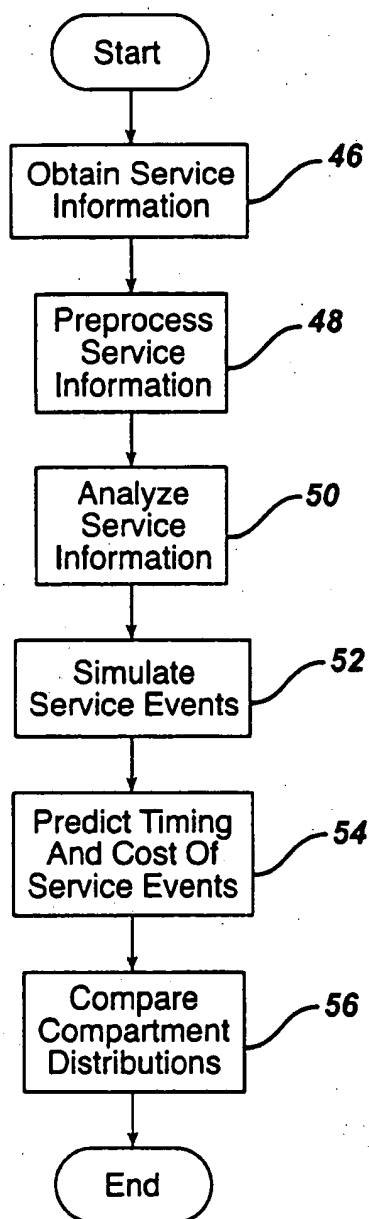 Start
Obtain Service
Information
46
Preprocess
Service
Information
48
Analyze
Service
Information
50
Simulate
Service Events
52
Predict Timing
And Cost Of
Service Events
54
Compare
Compartment
Distributions
56
End